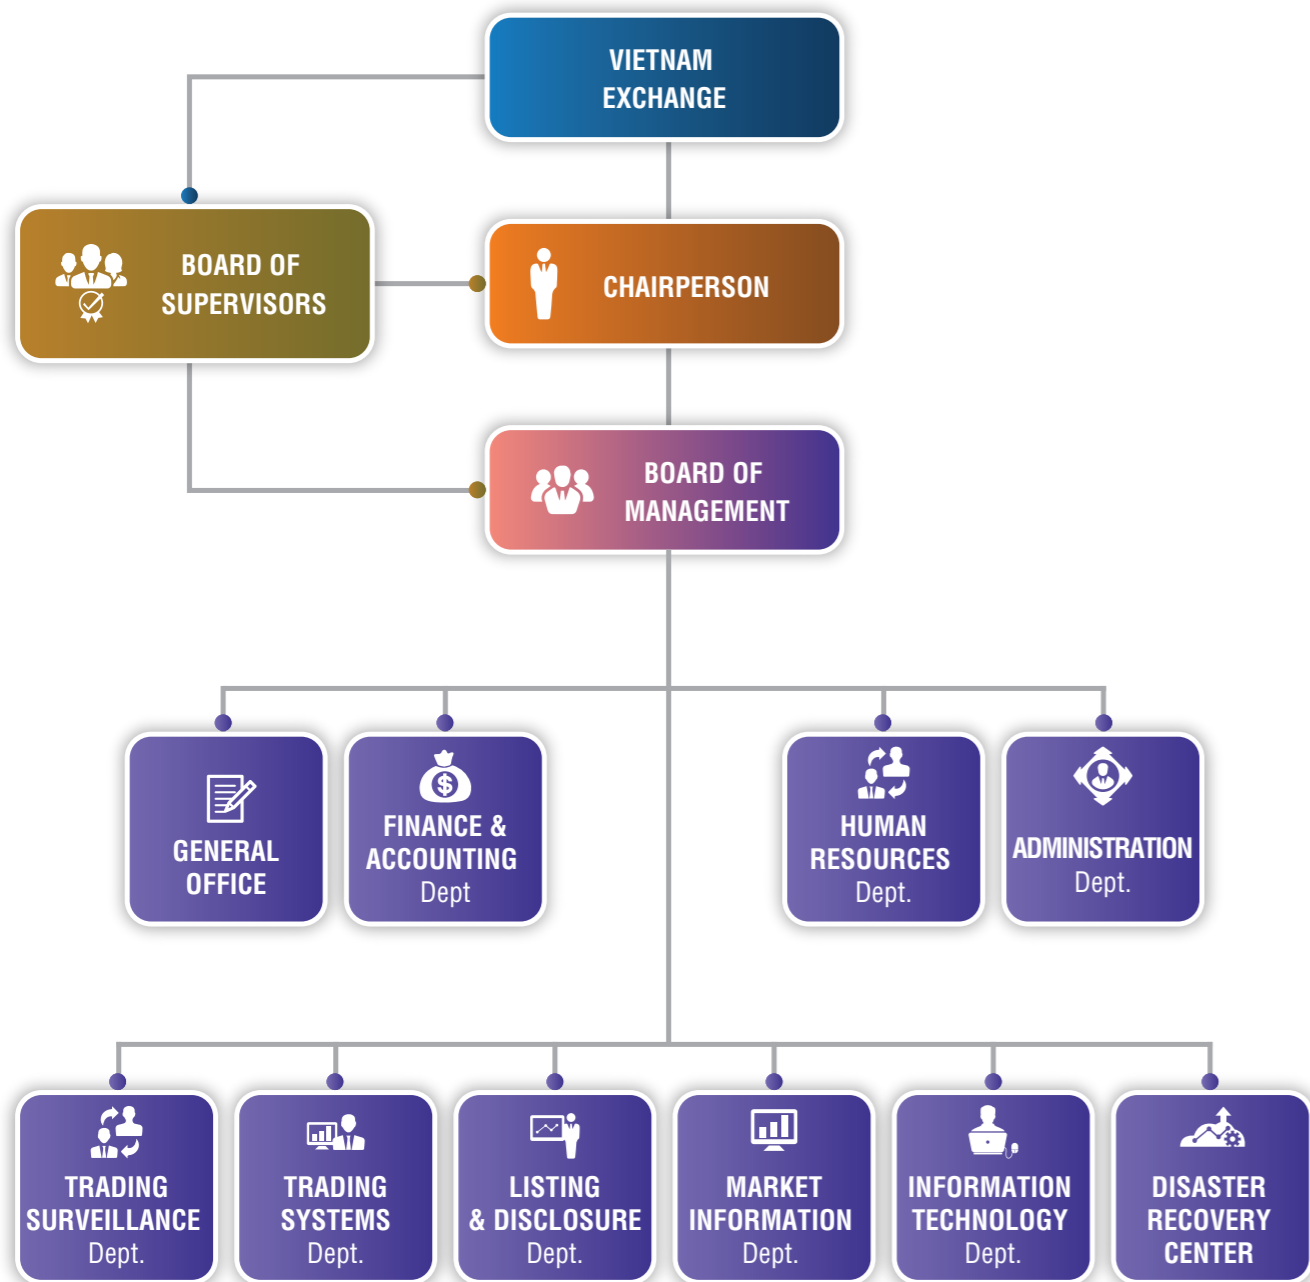 VIETNAM
EXCHANGE
BOARD OF
SUPERVISORS
CHAIRPERSON
BOARD OF
MANAGEMENT
GENERAL
OFFICE
FINANCE &
ACCOUNTING
Dept
HUMAN
RESOURCES
Dept.
ADMINISTRATION
Dept.
TRADING
SURVEILLANCE
Dept.
TRADING
SYSTEMS
Dept.
LISTING
& DISCLOSURE
Dept.
MARKET
INFORMATION
Dept.
INFORMATION
TECHNOLOGY
Dept.
DISASTER
RECOVERY
CENTER